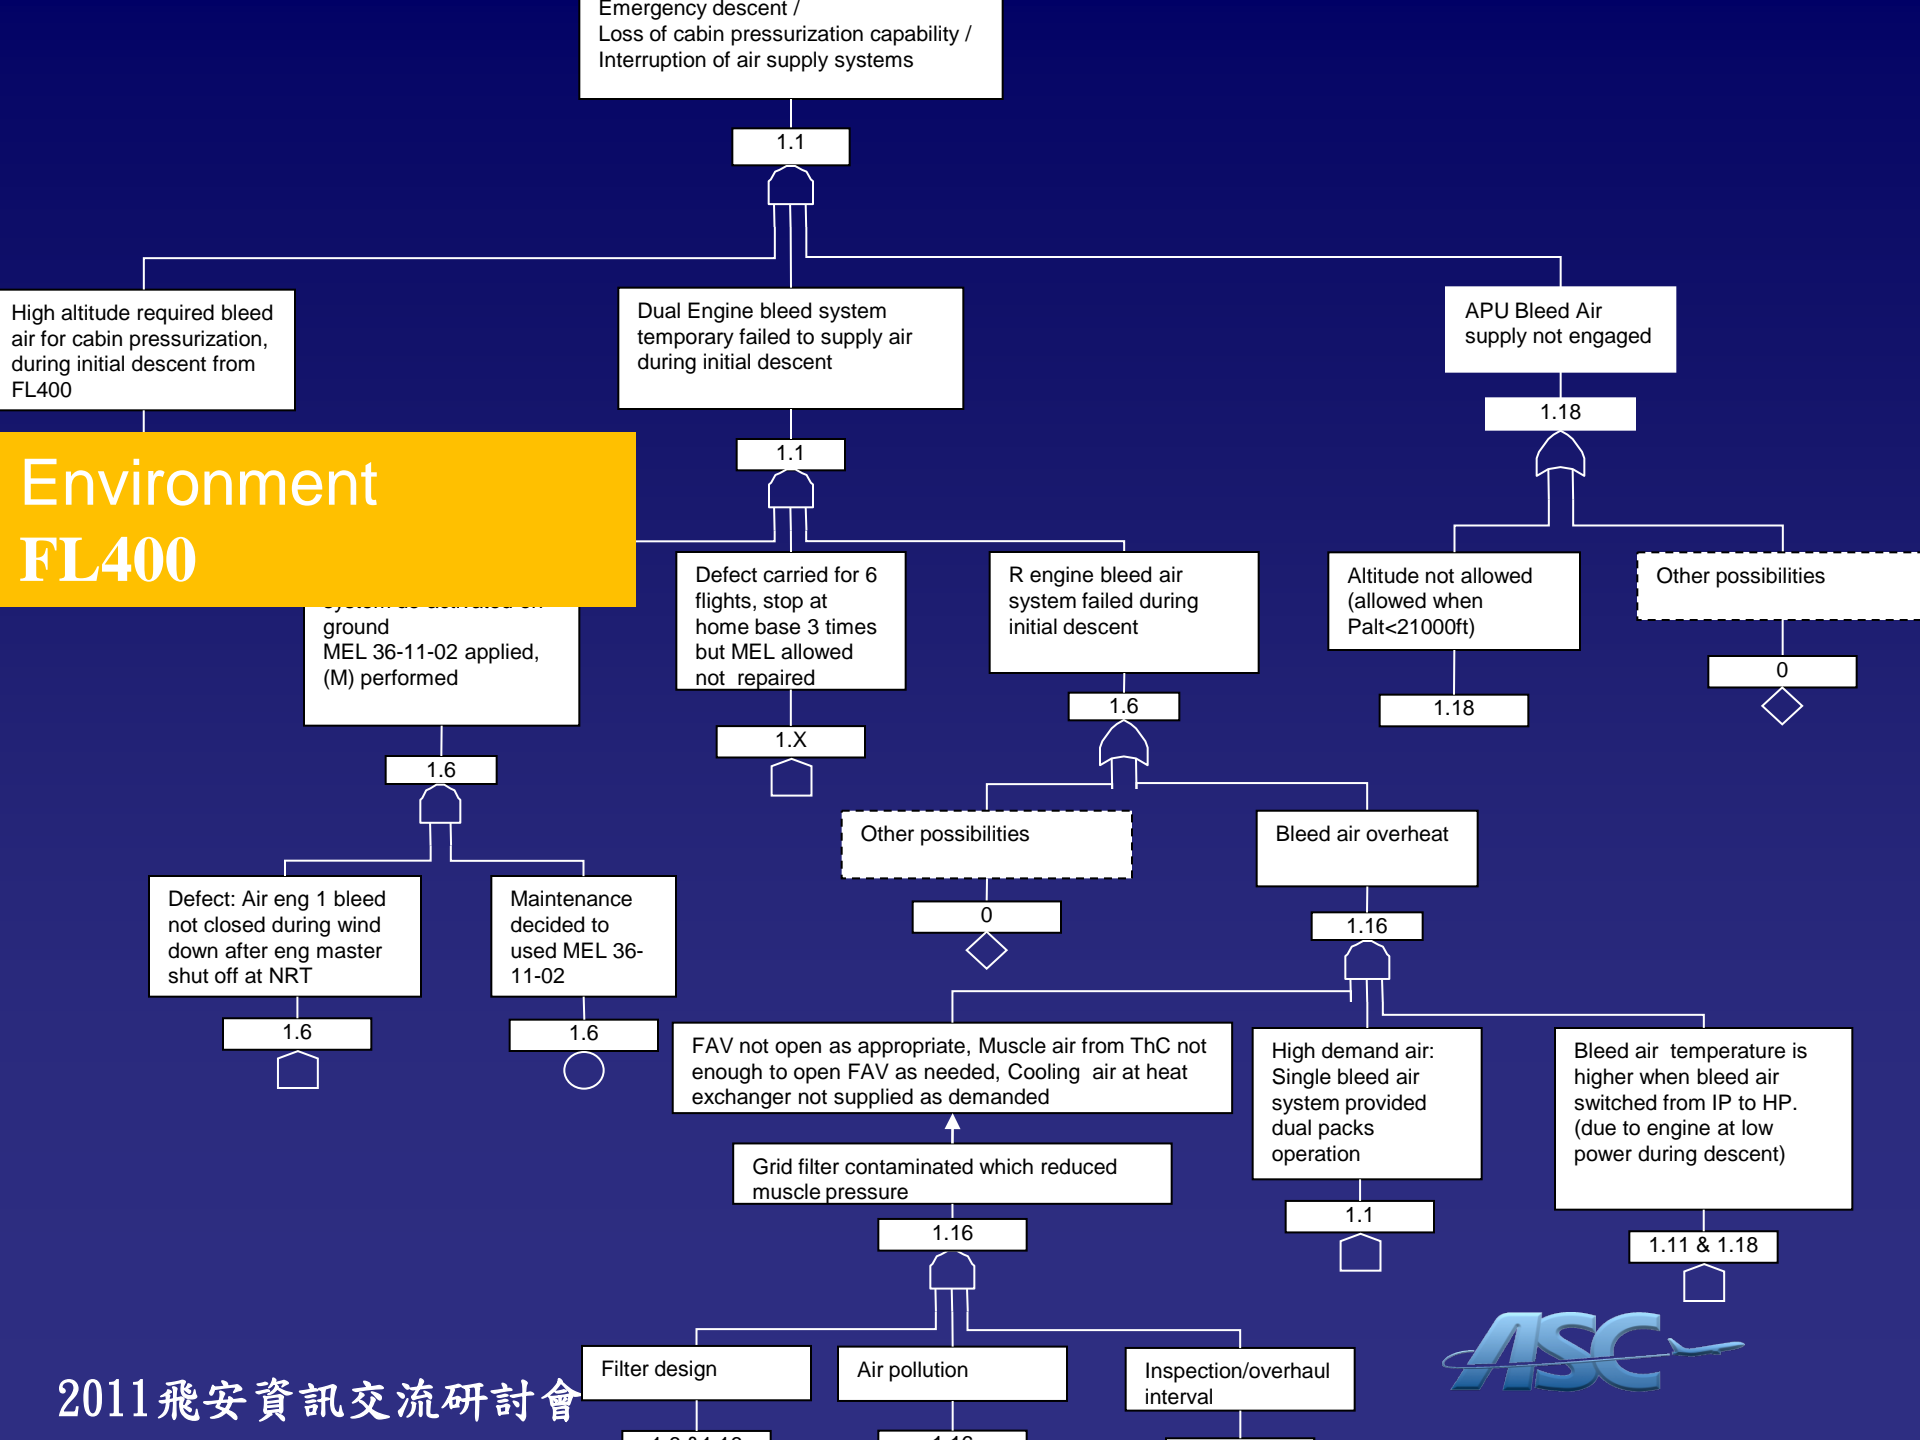 Emergency descent /
Loss of cabin pressurization capability /
Interruption of air supply systems
1.1
High altitude required bleed
air for cabin pressurization,
during initial descent from
FL400
Dual Engine bleed system
temporary failed to supply air
during initial descent
APU Bleed Air
supply not engaged
1.18
1.1
Environment
FL400
ground
MEL 36-11-02 applied,
(M) performed
1.6
Defect carried for 6
flights, stop at
home base 3 times
but MEL allowed
not repaired
1.X
R engine bleed air
system failed during
initial descent
1.6
Altitude not allowed
(allowed when
Palt<21000ft)
1.18
Other possibilities
0
Other possibilities
0
Bleed air overheat
1.16
Defect: Air eng 1 bleed
not closed during wind
down after eng master
shut off at NRT
1.6
Maintenance
decided to
used MEL 36-
11-02
1.6
FAV not open as appropriate, Muscle air from ThC not
enough to open FAV as needed, Cooling air at heat
exchanger not supplied as demanded
Grid filter contaminated which reduced
muscle pressure
1.16
High demand air:
Single bleed air
system provided
dual packs
operation
1.1
Bleed air temperature is
higher when bleed air
switched from IP to HP.
(due to engine at low
power during descent)
1.11 & 1.18
Filter design
Air pollution
Inspection/overhaul
interval
ASC
2011飛安資訊交流研討會